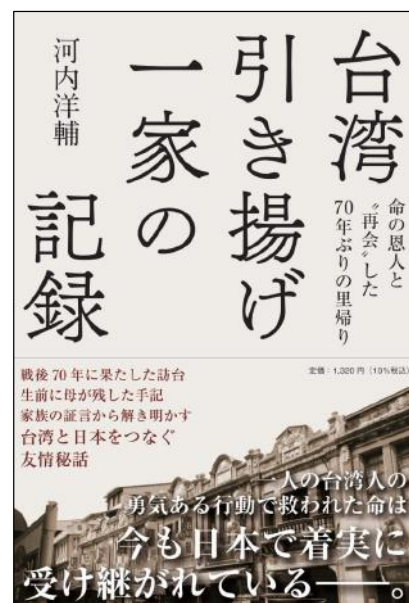 台湾
引き揚げ
一家の
記録
命の恩人と
〝再会〟した
70年ぶりの里帰り
河内洋輔
定価：1,320円（10％税込）
戦後70年に果たした訪台
生前に母が残した手記
家族の証言から解き明かす
台湾と日本をつなぐ
友情秘話
一人の台湾人の
勇気ある行動で救われた命は
今も日本で着実に
受け継がれている――。